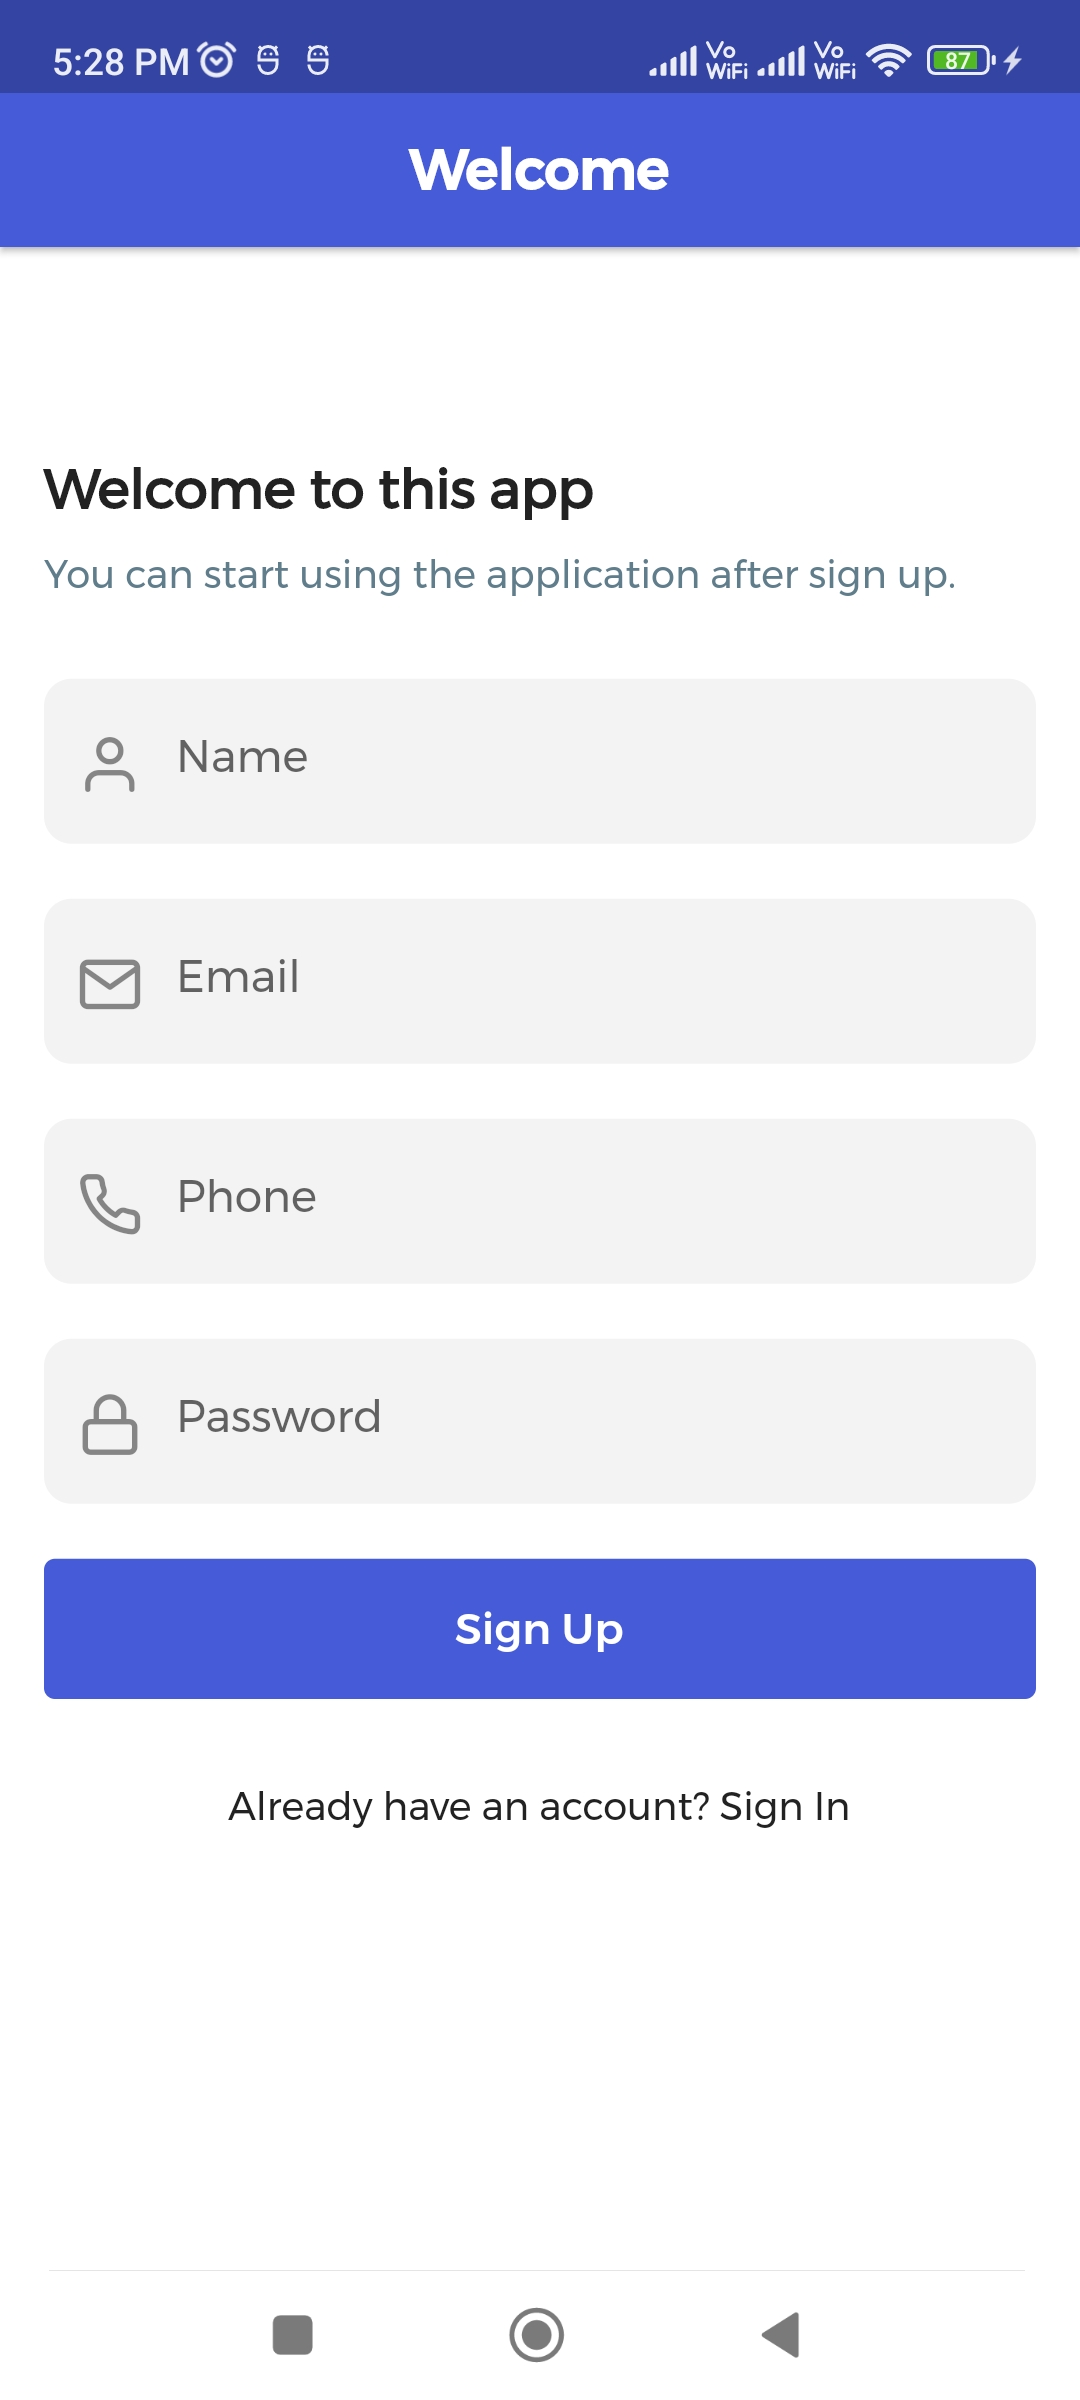 5:28 PM Vo WiFi Vo WiFi 87
Welcome
Welcome to this app
You can start using the application after sign up.
Name
Email
Phone
Password
Sign Up
Already have an account? Sign In